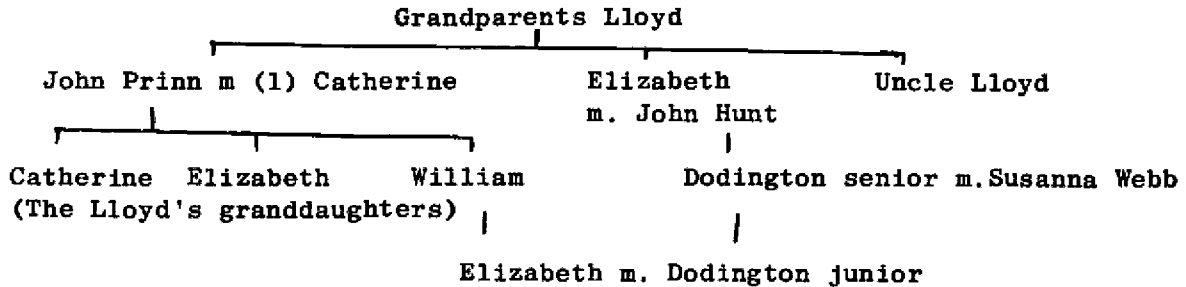 Grandparents Lloyd
John Prinn m (1) Catherine Elizabeth Uncle Lloyd
m. John Hunt
Catherine Elizabeth William Dodington senior m.Susanna Webb
(The Lloyd's granddaughters)
Elizabeth m. Dodington junior